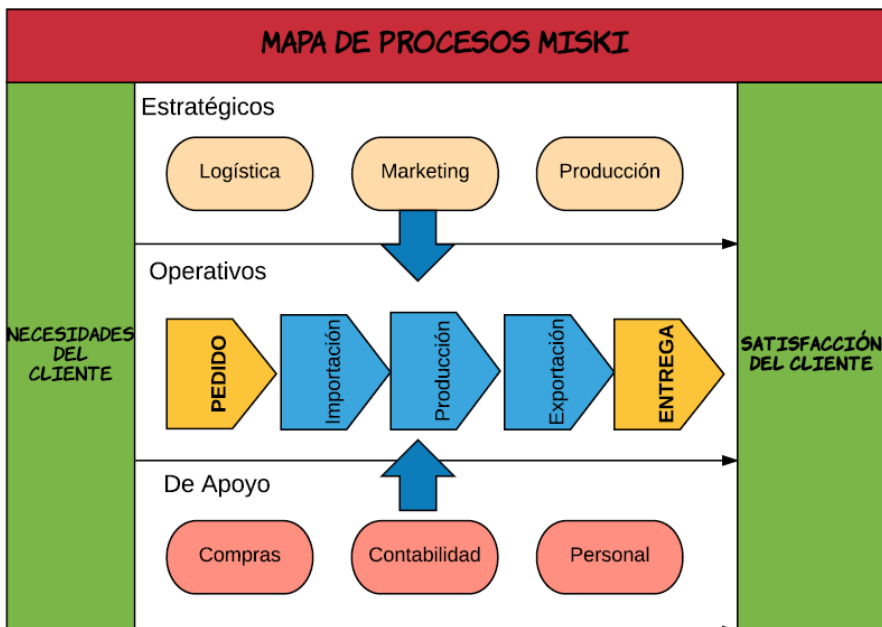 MAPA DE PROCESOS MISKI
Estratégicos
Logística
Marketing
Producción
Operativos
NECESIDADES
DEL
CLIENTE
PEDIDO
Importación
Producción
Exportación
ENTREGA
SATISFACCIÓN
DEL CLIENTE
De Apoyo
Compras
Contabilidad
Personal